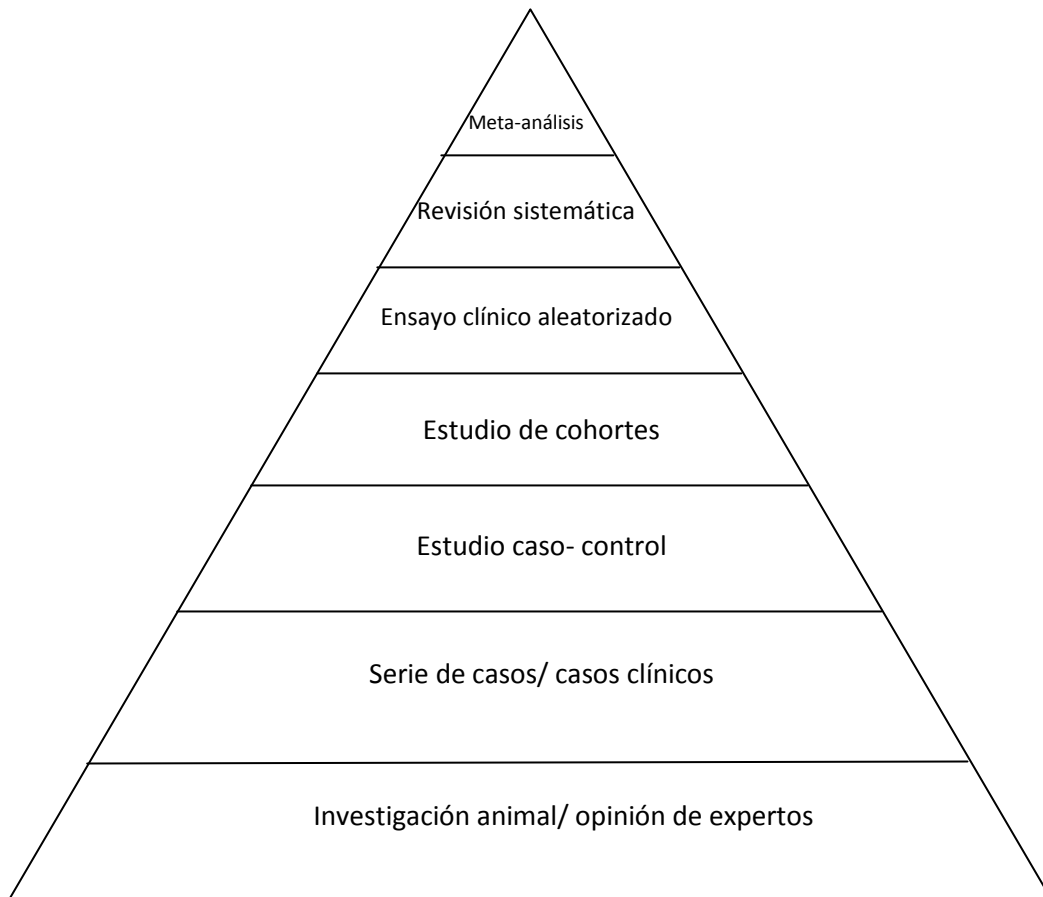 Meta-análisis
Revisión sistemática
Ensayo clínico aleatorizado
Estudio de cohortes
Estudio caso- control
Serie de casos/ casos clínicos
Investigación animal/ opinión de expertos